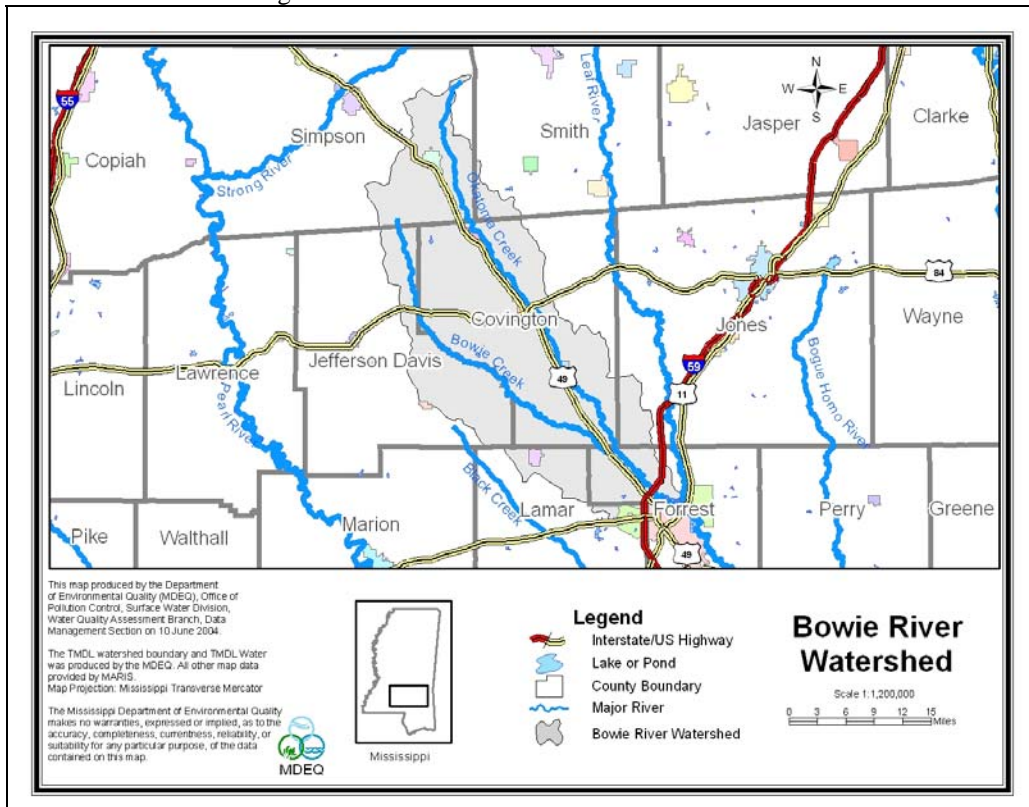 N
W E
S
55
Copiah
Simpson
Smith
Jasper
Clarke
Strong River
Leaf River
Okatoma Creek
84
Covington
Bowie Creek
Jefferson Davis
Lincoln
Lawrence
Pearl River
49
Jones
59
11
Wayne
Bogue Homo River
Black Creek
Pike
Walthall
Marion
Lamar
Forrest
49
Perry
Greene
This map produced by the Department
of Environmental Quality (MDEQ), Office of
Pollution Control, Surface Water Division,
Water Quality Assessment Branch, Data
Management Section on 10 June 2004.
The TMDL watershed boundary and TMDL Water
was produced by the MDEQ. All other map data
provided by MARIS.
Map Projection: Mississippi Transverse Mercator
The Mississippi Department of Environmental Quality
makes no warranties, expressed or implied, as to the
accuracy, completeness, currentness, reliability, or
suitability for any particular purpose, of the data
contained on this map.
MDEQ
Mississippi
Legend
Interstate/US Highway
Lake or Pond
County Boundary
Major River
Bowie River Watershed
Bowie River
Watershed
Scale 1:1,200,000
0 3 6 9 12 15
Miles